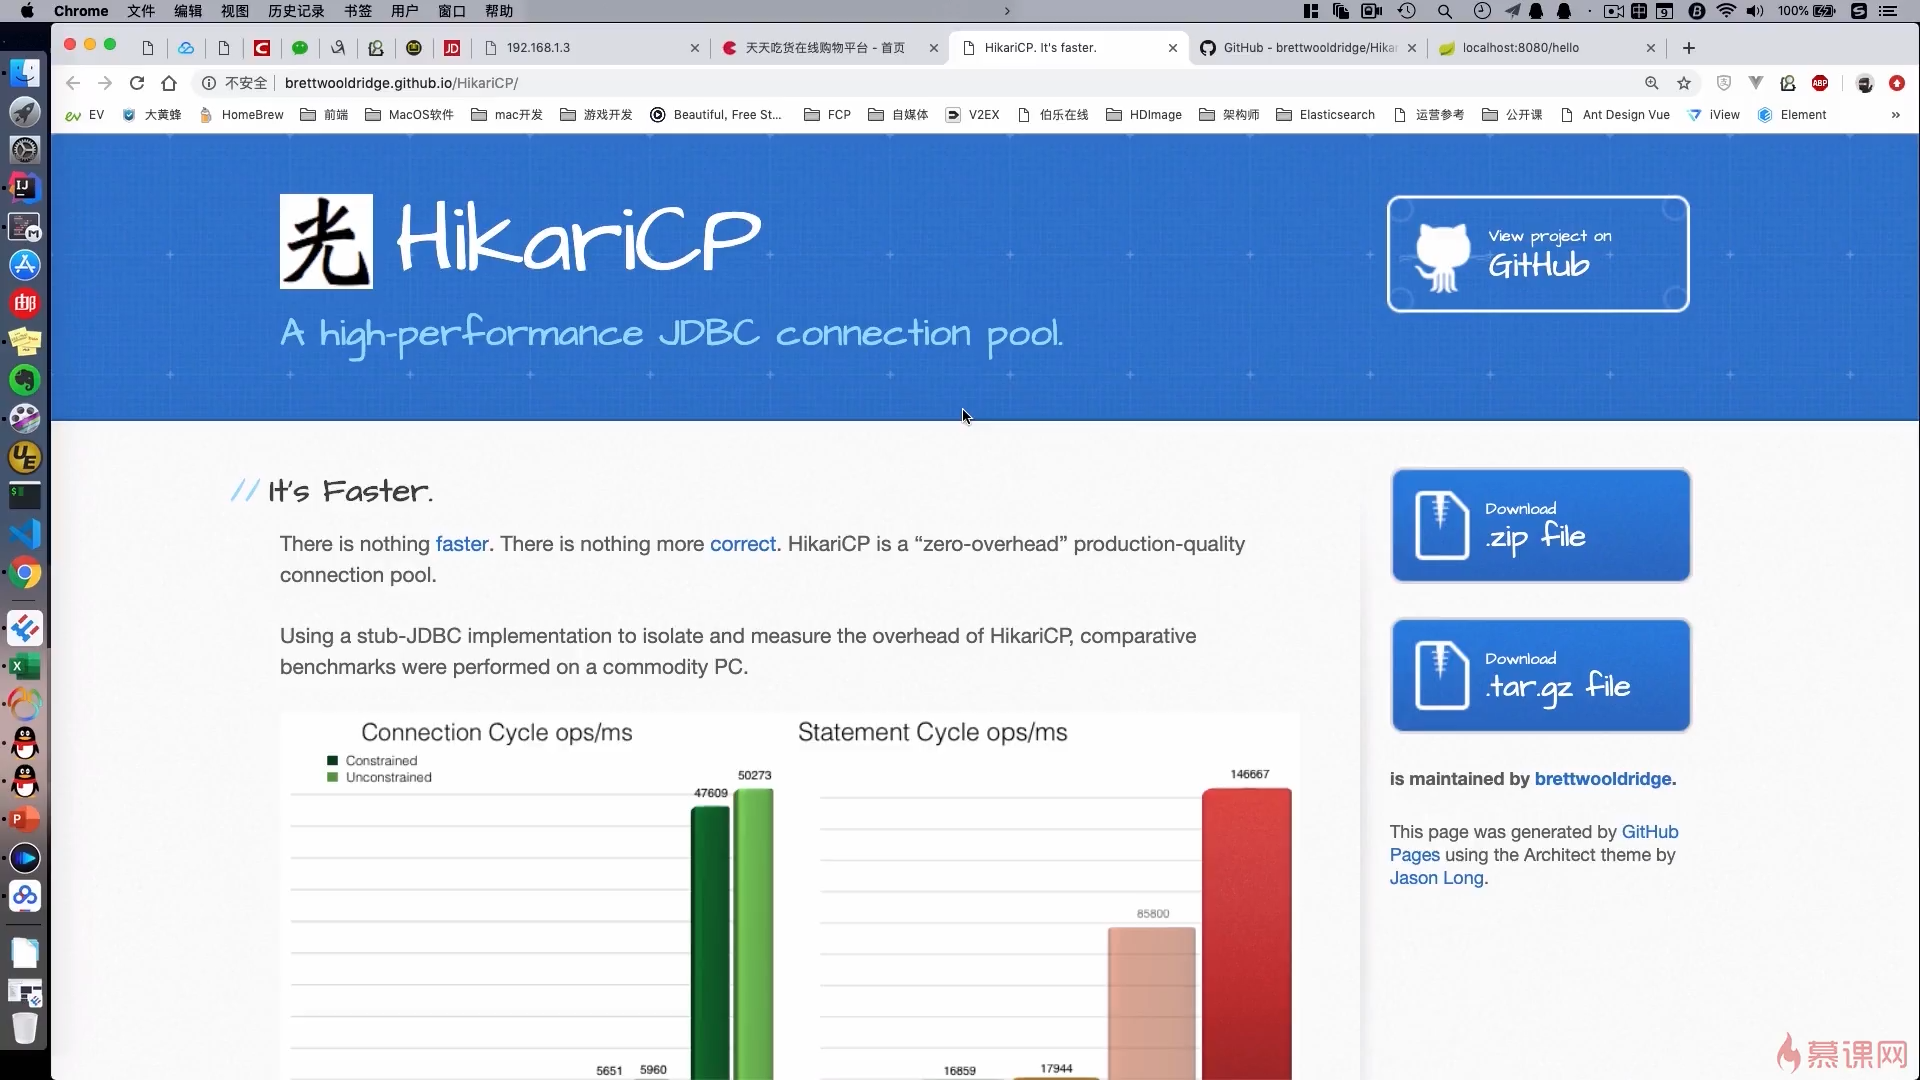 Chrome 文件 编辑 视图 历史记录 书签 用户 窗口 帮助
100%
192.168.1.3
天天吃货在线购物平台 - 首页
HikariCP. It's faster.
GitHub - brettwooldridge/Hikar
localhost:8080/hello
不安全
brettwooldridge.github.io/HikariCP/
EV 大黄蜂 HomeBrew 前端 MacOS软件 mac开发 游戏开发 Beautiful, Free St... FCP 自媒体 V2EX 伯乐在线 HDImage 架构师 Elasticsearch 运营参考 公开课 Ant Design Vue iView Element »
光 HikariCP
A high-performance JDBC connection pool.
View project on
GitHub
// It's Faster.
There is nothing faster. There is nothing more correct. HikariCP is a “zero-overhead” production-quality
connection pool.
Using a stub-JDBC implementation to isolate and measure the overhead of HikariCP, comparative
benchmarks were performed on a commodity PC.
Connection Cycle ops/ms
Constrained
Unconstrained
5651
5960
47609
50273
Statement Cycle ops/ms
16859
17944
85800
146667
Download
.zip file
Download
.tar.gz file
is maintained by brettwooldridge.
This page was generated by GitHub
Pages using the Architect theme by
Jason Long.
慕课网